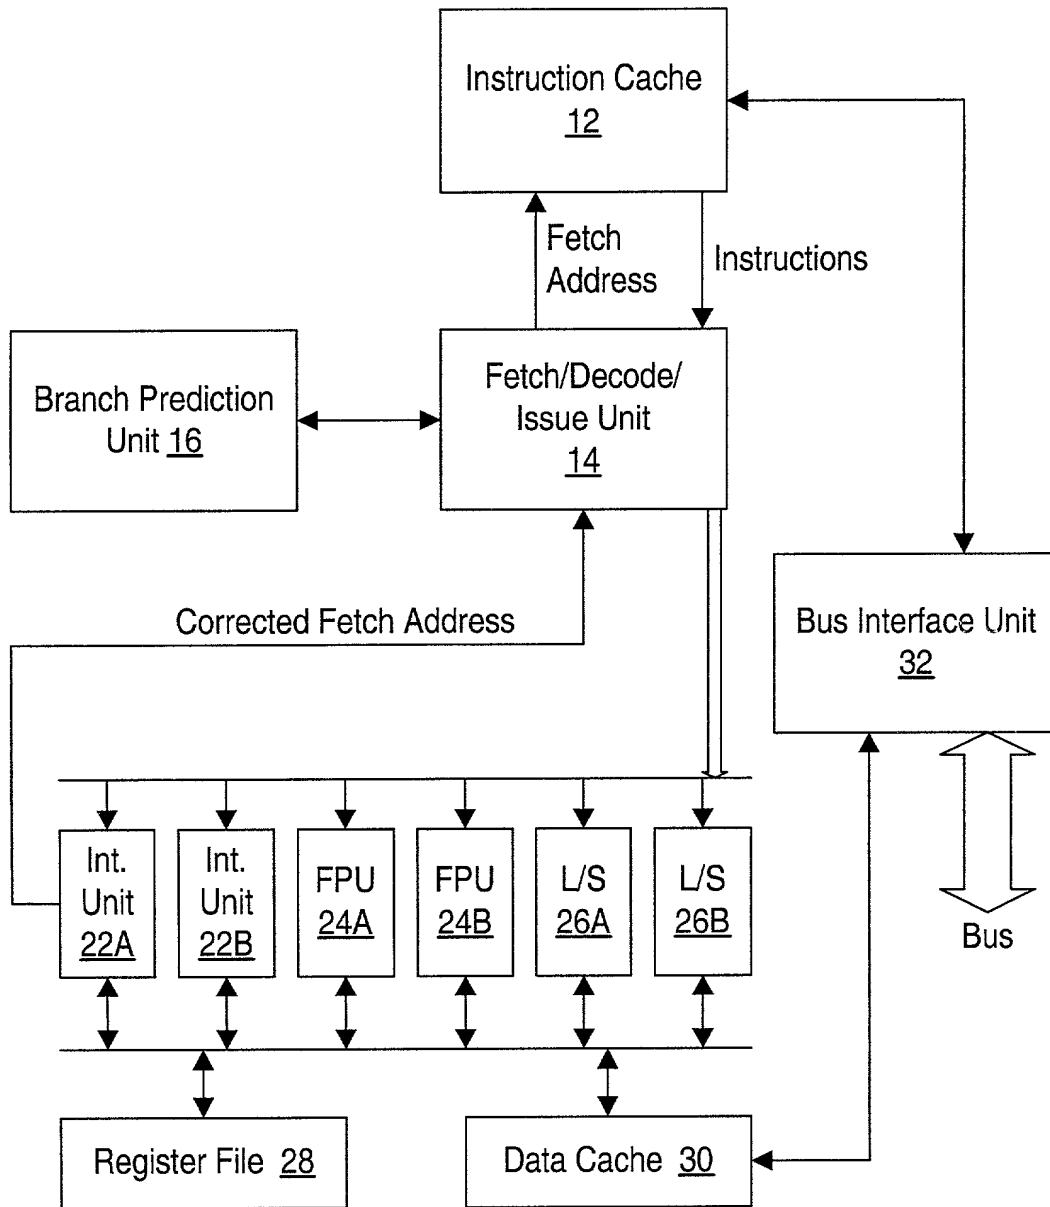 Instruction Cache
12
Fetch
Address
Instructions
Branch Prediction
Unit 16
Fetch/Decode/
Issue Unit
14
Corrected Fetch Address
Bus Interface Unit
32
Int.
Unit
22A
Int.
Unit
22B
FPU
24A
FPU
24B
L/S
26A
L/S
26B
Bus
Register File 28
Data Cache 30